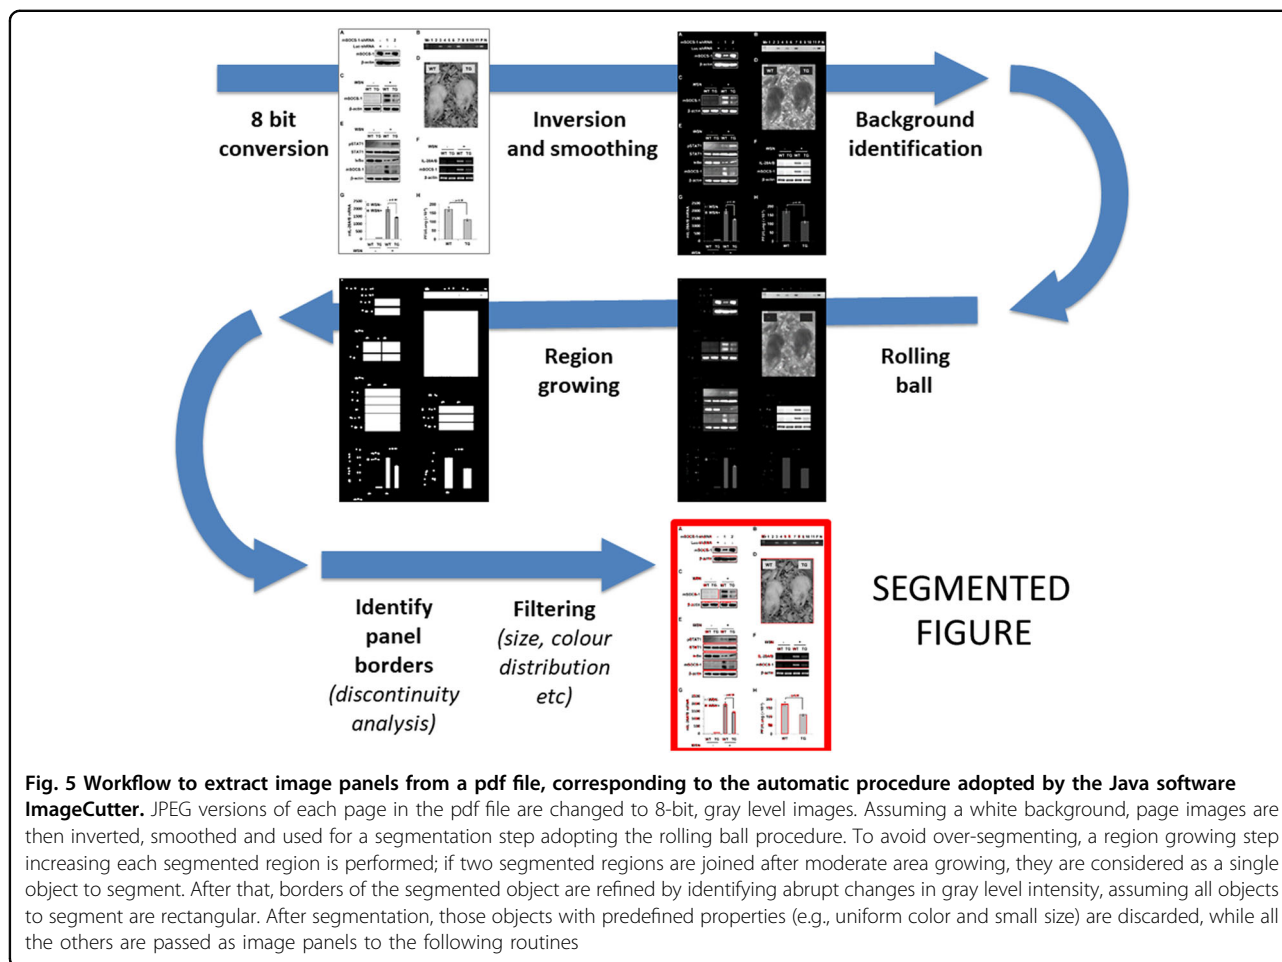 8 bit
conversion
Inversion
and smoothing
Background
identification
Region
growing
Rolling
ball
Identify
panel
borders
(discontinuity
analysis)
Filtering
(size, colour
distribution
etc)
SEGMENTED
FIGURE
Fig. 5 Workflow to extract image panels from a pdf file, corresponding to the automatic procedure adopted by the Java software
ImageCutter. JPEG versions of each page in the pdf file are changed to 8-bit, gray level images. Assuming a white background, page images are
then inverted, smoothed and used for a segmentation step adopting the rolling ball procedure. To avoid over-segmenting, a region growing step
increasing each segmented region is performed; if two segmented regions are joined after moderate area growing, they are considered as a single
object to segment. After that, borders of the segmented object are refined by identifying abrupt changes in gray level intensity, assuming all objects
to segment are rectangular. After segmentation, those objects with predefined properties (e.g., uniform color and small size) are discarded, while all
the others are passed as image panels to the following routines